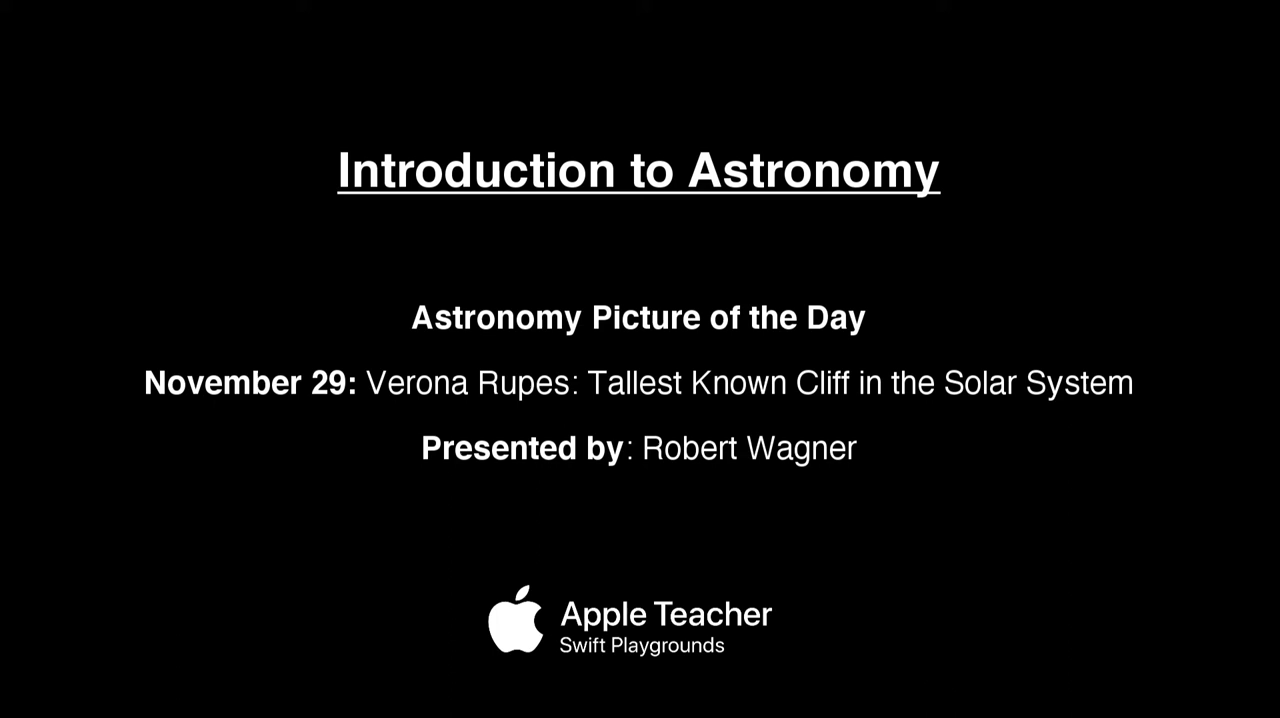 Introduction to Astronomy
Astronomy Picture of the Day
November 29: Verona Rupes: Tallest Known Cliff in the Solar System
Presented by: Robert Wagner
Apple Teacher
Swift Playgrounds